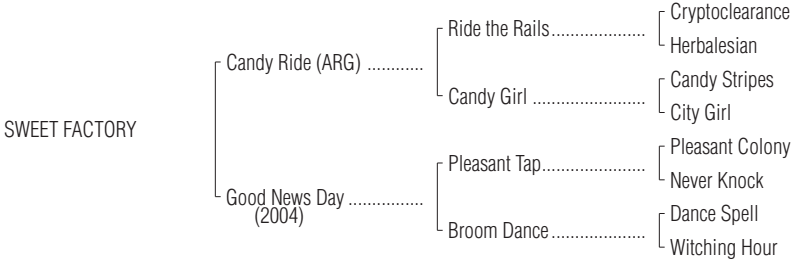 Cryptoclearance
Ride the Rails.....................
Herbalesian
Candy Ride (ARG) ............
Candy Stripes
Candy Girl .........................
City Girl
SWEET FACTORY
Pleasant Colony
Pleasant Tap.......................
Never Knock
Good News Day .................
(2004)
Dance Spell
Broom Dance.....................
Witching Hour